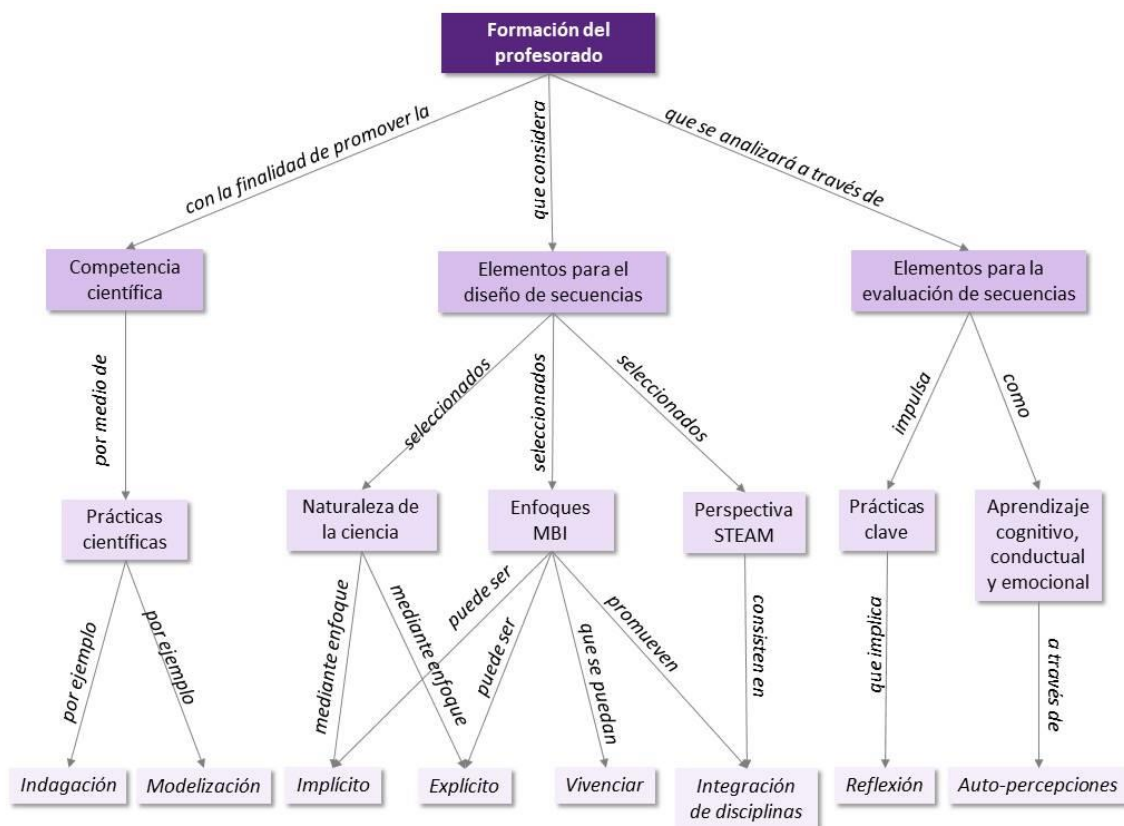 Formación del
profesorado
con la finalidad de promover la
que considera
que se analizará a través de
Competencia
científica
Elementos para el
diseño de secuencias
Elementos para la
evaluación de secuencias
por medio de
seleccionados
seleccionados
seleccionados
impulsa
como
Prácticas
científicas
Naturaleza de
la ciencia
Enfoques
MBI
Perspectiva
STEAM
Prácticas
clave
Aprendizaje
cognitivo,
conductual
y emocional
por ejemplo
por ejemplo
mediante enfoque
mediante enfoque
puede ser
puede ser
que se puedan
promueven
consisten en
que implica
a través de
Indagación
Modelización
Implícito
Explícito
Vivenciar
Integración
de disciplinas
Reflexión
Auto-percepciones